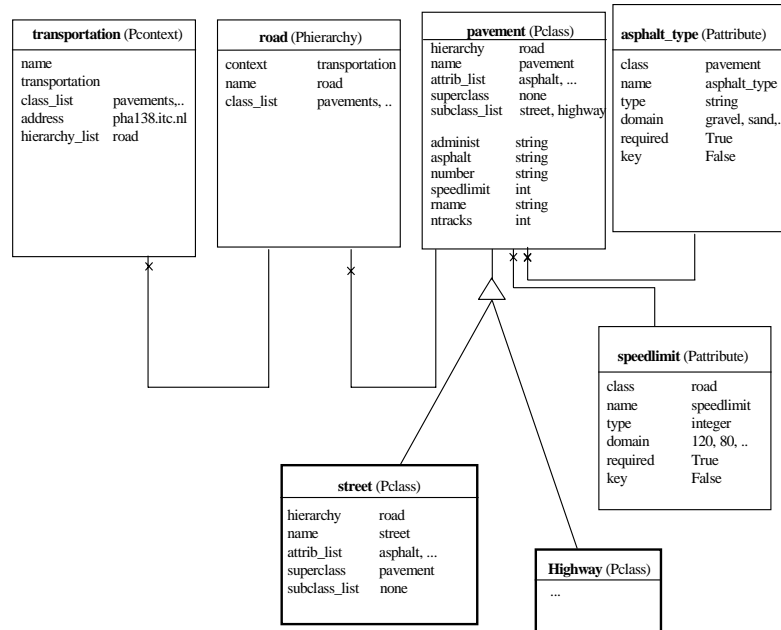 transportation (Pcontext)
name
transportation
class_list pavements,..
address pha138.itc.nl
hierarchy_list road
road (Phierarchy)
context transportation
name road
class_list pavements, ..
pavement (Pclass)
hierarchy road
name pavement
attrib_list asphalt, ...
superclass none
subclass_list street, highway
administ string
asphalt string
number string
speedlimit int
rname string
ntracks int
asphalt_type (Pattribute)
class pavement
name asphalt_type
type string
domain gravel, sand,..
required True
key False
speedlimit (Pattribute)
class road
name speedlimit
type integer
domain 120, 80, ..
required True
key False
street (Pclass)
hierarchy road
name street
attrib_list asphalt, ...
superclass pavement
subclass_list none
Highway (Pclass)
...